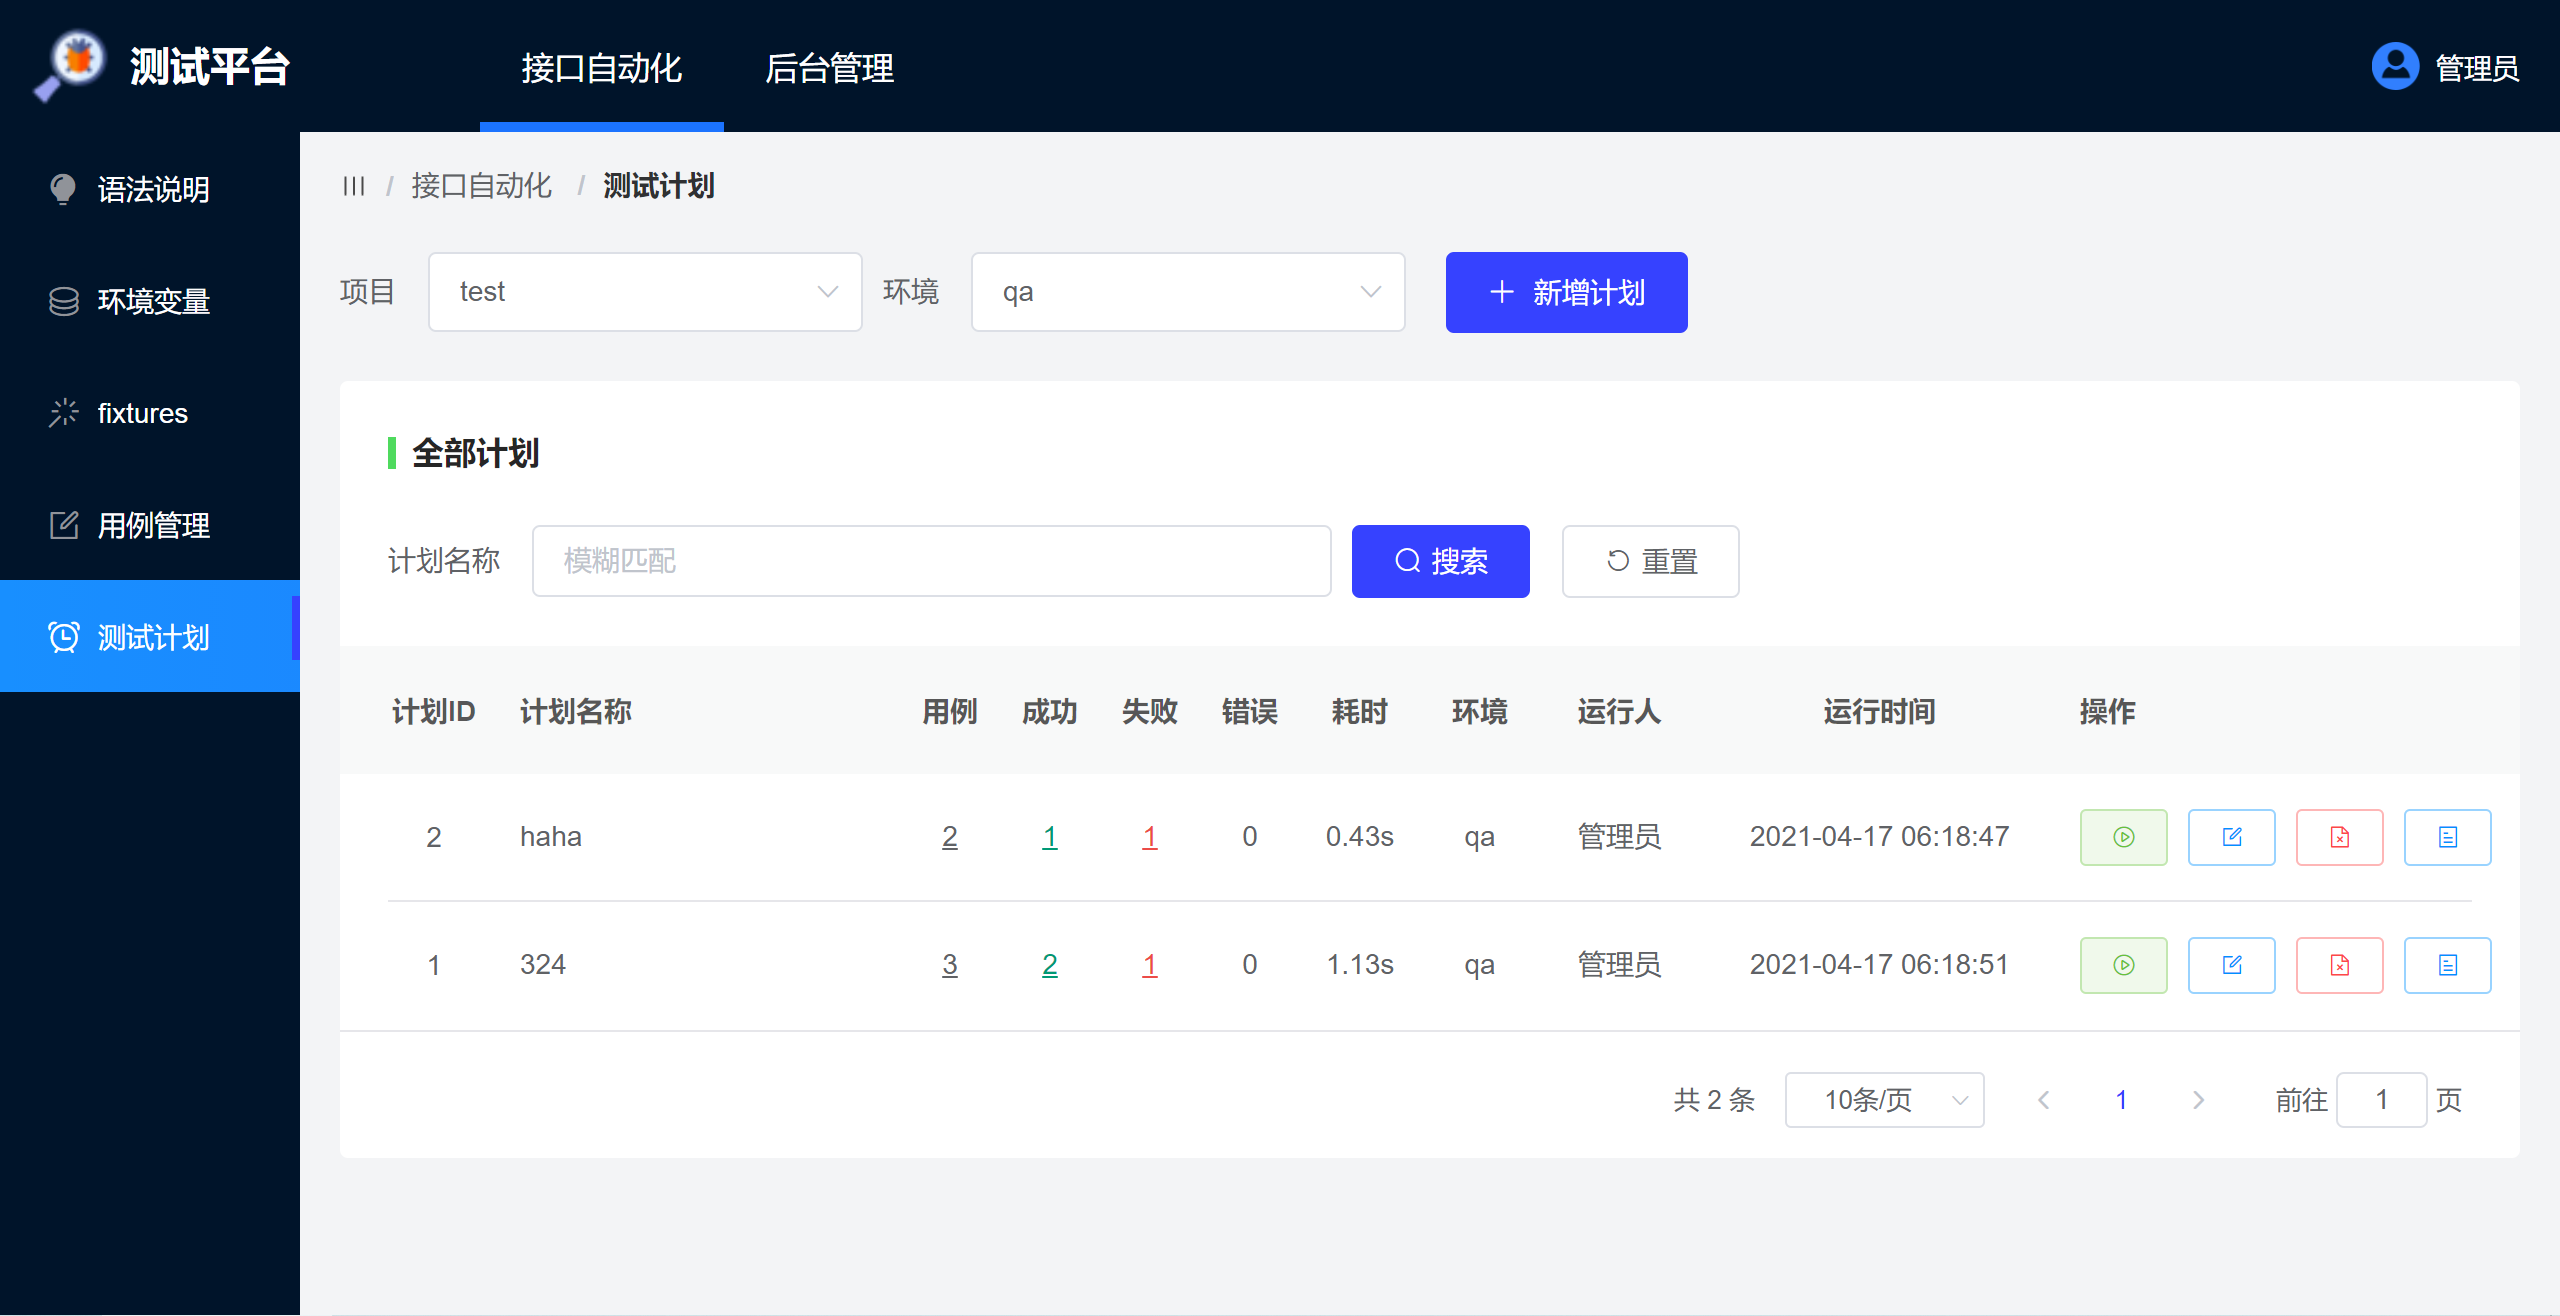 测试平台 接口自动化 后台管理 管理员
语法说明
环境变量
fixtures
用例管理
测试计划
/ 接口自动化 / 测试计划
项目 test 环境 qa 新增计划
全部计划
计划名称 模糊匹配 搜索 重置
计划ID 计划名称 用例 成功 失败 错误 耗时 环境 运行人 运行时间 操作
2 haha 2 1 1 0 0.43s qa 管理员 2021-04-17 06:18:47
1 324 3 2 1 0 1.13s qa 管理员 2021-04-17 06:18:51
共 2 条 10条/页 1 前往 1 页